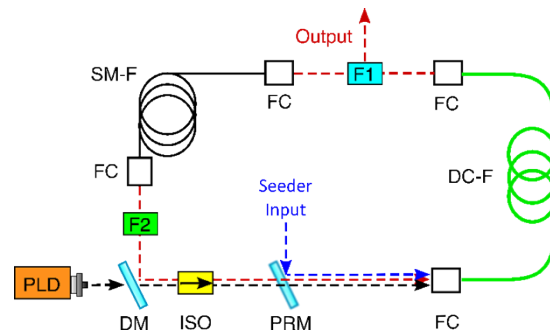 Output
SM-F
F1
FC
FC
FC
DC-F
Seeder
Input
F2
PLD
DM
ISO
PRM
FC